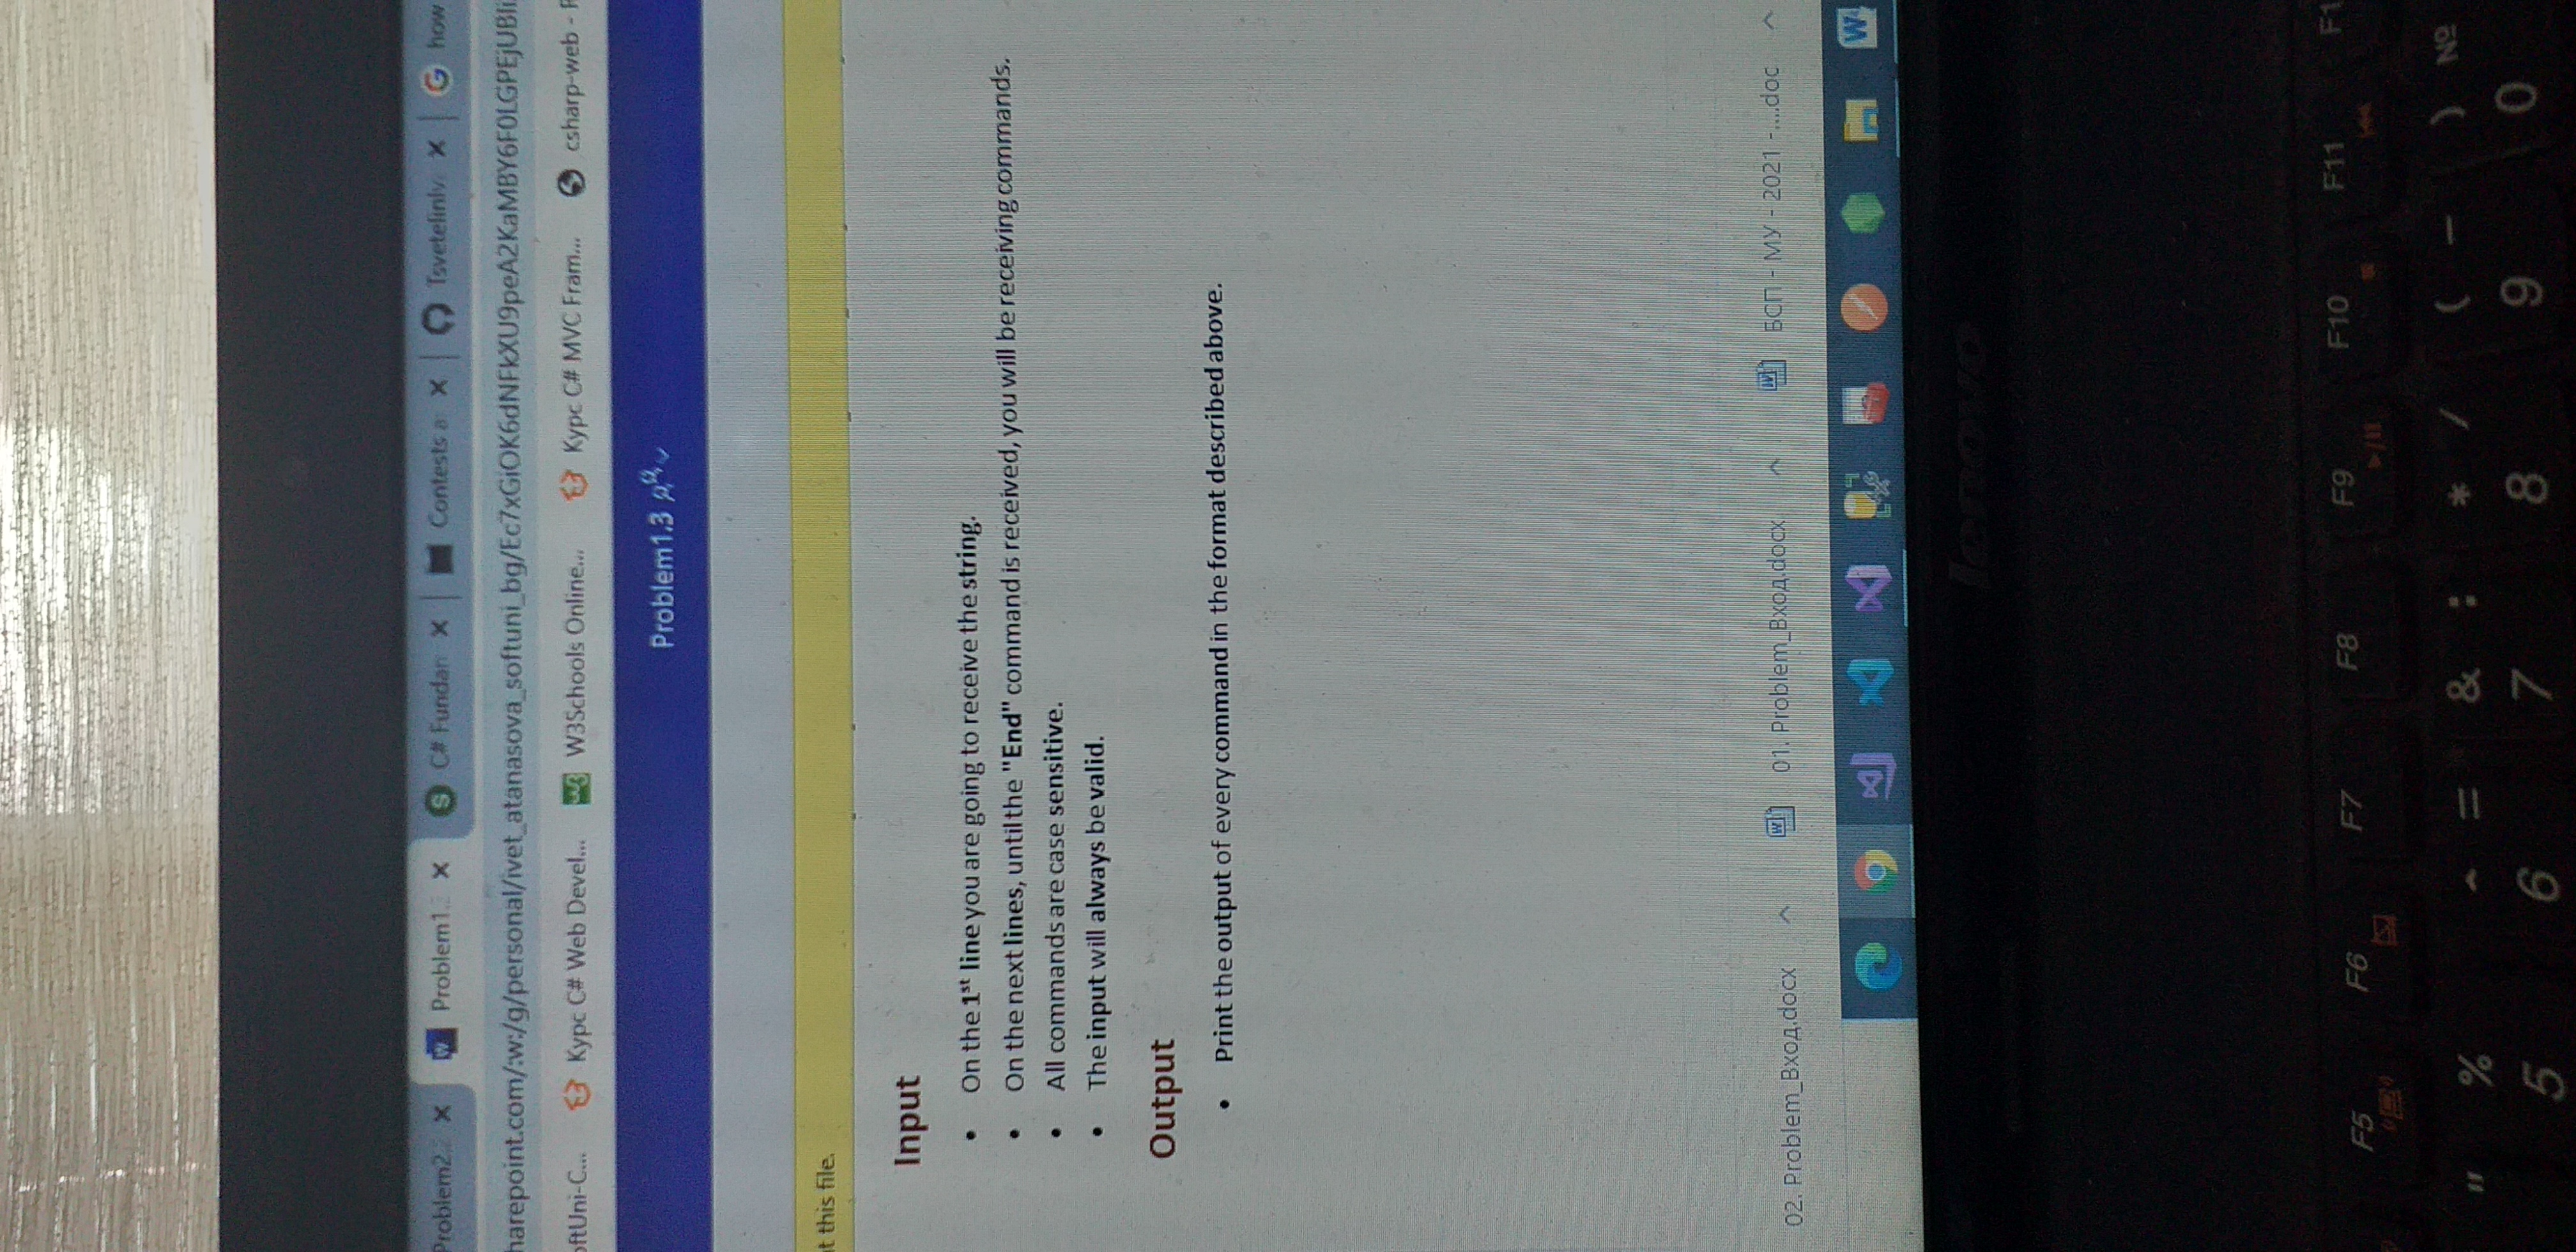 Problem2. Problem1. C# Fundan Contests a Tsvetelinlv how
harepoint.com/:w:/g/personal/ivet_atanasova_softuni_bg/Ec7xGiOK6dNFkXU9peA2KaMBY6F0LGPEjUBli
oftUni-C... Курс C# Web Devel... W3Schools Online... Курс C# MVC Fram... csharp-web - F
Problem1.3
t this file.
Input
• On the 1st line you are going to receive the string.
• On the next lines, until the "End" command is received, you will be receiving commands.
• All commands are case sensitive.
• The input will always be valid.
Output
• Print the output of every command in the format described above.
02. Problem_Вход.docx 01. Problem_Вход.docx БСП - МУ - 2021 -....doc
lenovo
F5 F6 F7 F8 F9 F10 F11 F1
" % ^ = & : * / ( – ) №
5 6 7 8 9 0